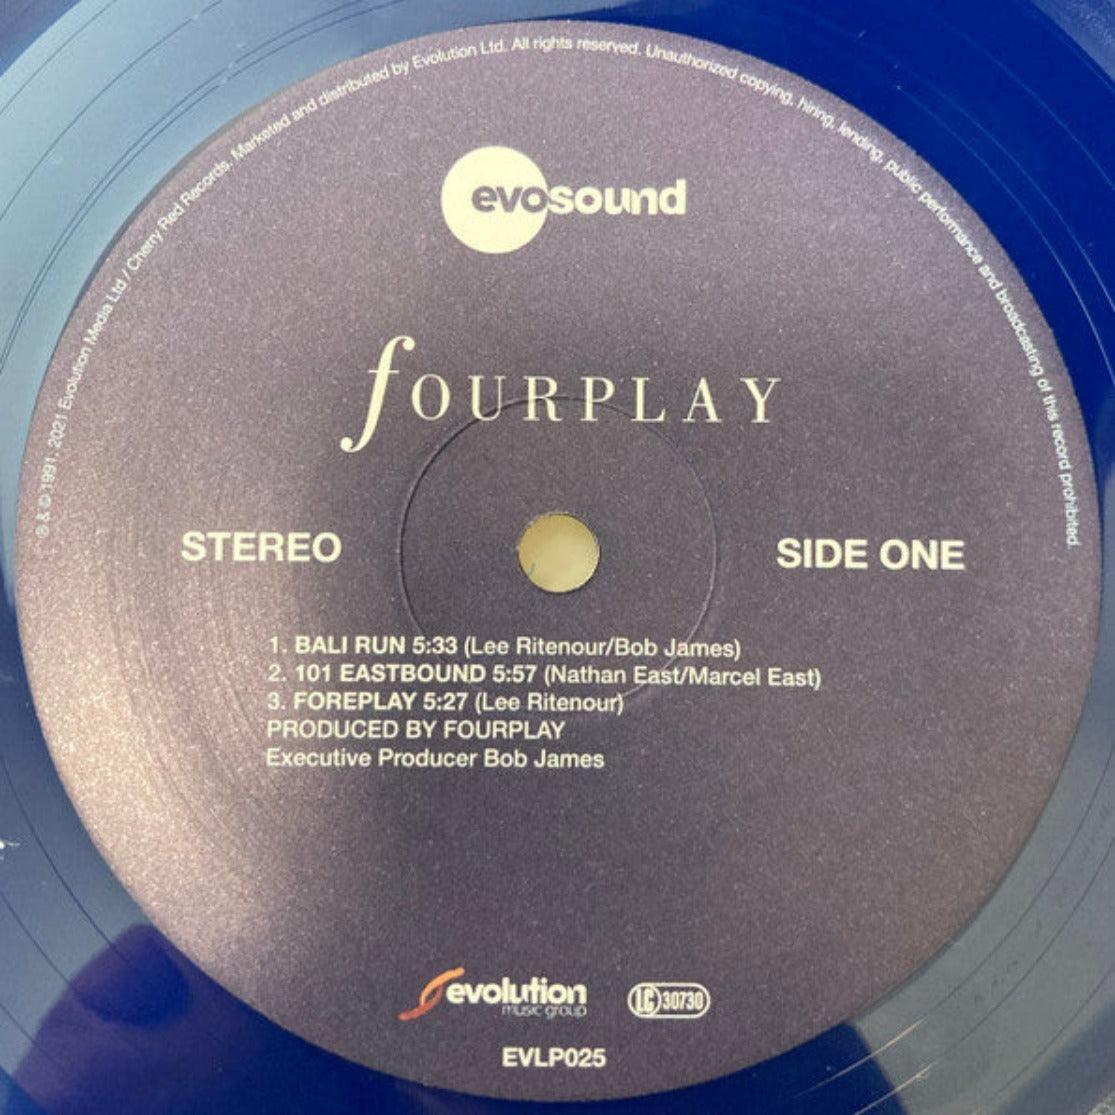 ℗ & © 1991, 2021 Evolution Media Ltd / Cherry Red Records. Marketed and distributed by Evolution Ltd. All rights reserved. Unauthorized copying, hiring, lending, public performance and broadcasting of this record prohibited.
evosound
fOURPLAY
STEREO
SIDE ONE
1. BALI RUN 5:33 (Lee Ritenour/Bob James)
2. 101 EASTBOUND 5:57 (Nathan East/Marcel East)
3. FOREPLAY 5:27 (Lee Ritenour)
PRODUCED BY FOURPLAY
Executive Producer Bob James
evolution
music group
LC 30730
EVLP025